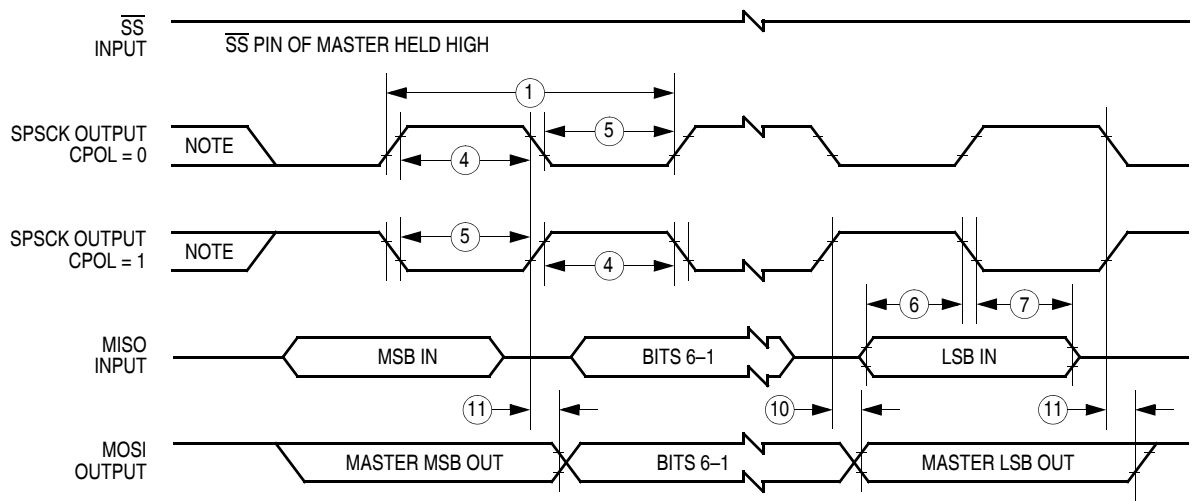 SS
INPUT
SS PIN OF MASTER HELD HIGH
1
SPSCK OUTPUT
CPOL = 0
NOTE
5
4
SPSCK OUTPUT
CPOL = 1
NOTE
5
4
6
7
MISO
INPUT
MSB IN
BITS 6–1
LSB IN
11
10
11
MOSI
OUTPUT
MASTER MSB OUT
BITS 6–1
MASTER LSB OUT